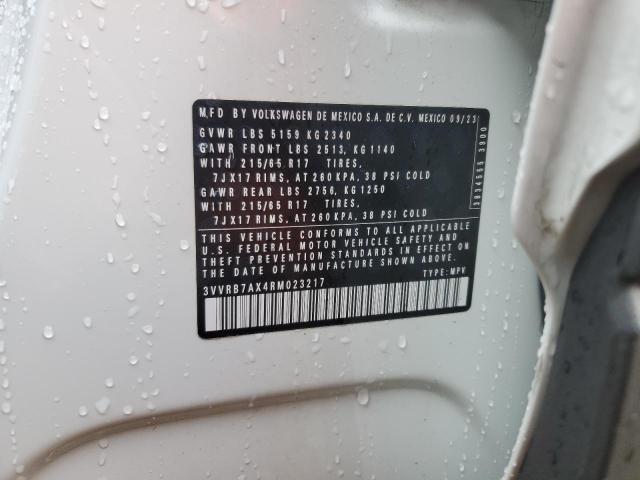 MFD BY VOLKSWAGEN DE MEXICO S.A. DE C.V. MEXICO 09/23
GVWR LBS 5159 KG 2340
GAWR FRONT LBS 2513, KG 1140
WITH 215/65 R17 TIRES,
7JX17 RIMS, AT 260 KPA, 38 PSI COLD
GAWR REAR LBS 2756, KG 1250
WITH 215/65 R17 TIRES,
7JX17 RIMS, AT 260 KPA, 38 PSI COLD
THIS VEHICLE CONFORMS TO ALL APPLICABLE
U.S. FEDERAL MOTOR VEHICLE SAFETY AND
THEFT PREVENTION STANDARDS IN EFFECT ON
THE DATE OF MANUFACTURE SHOWN ABOVE
3VVRB7AX4RM023217 TYPE: MPV
3834555 3900